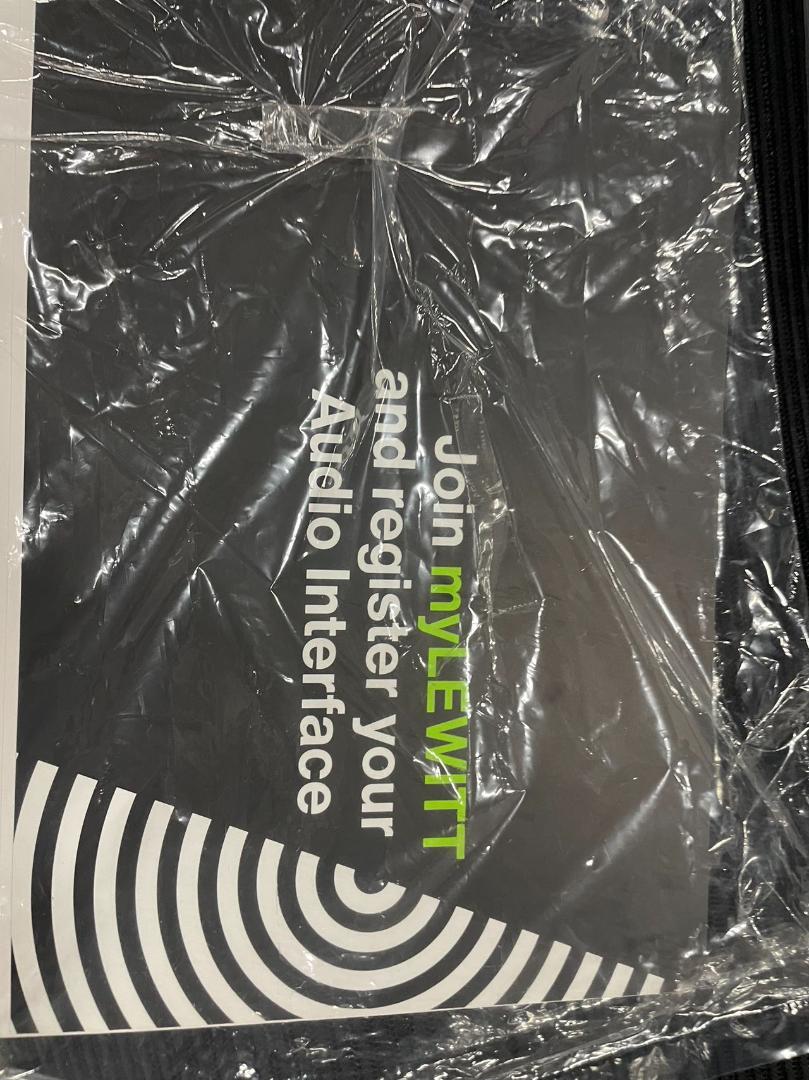 Join myLEWITT
and register your
Audio Interface